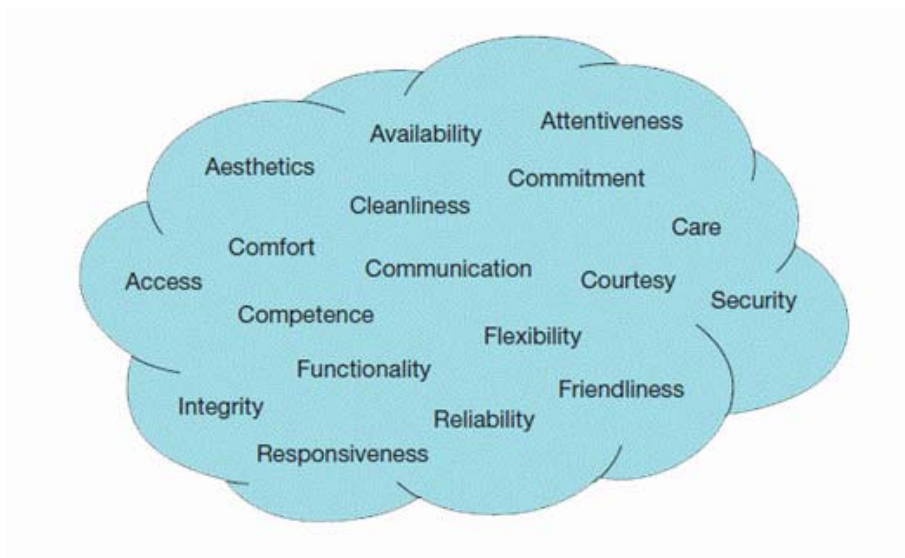 Attentiveness
Availability
Aesthetics
Commitment
Cleanliness
Care
Comfort
Communication
Access
Courtesy
Security
Competence
Flexibility
Functionality
Friendliness
Integrity
Reliability
Responsiveness